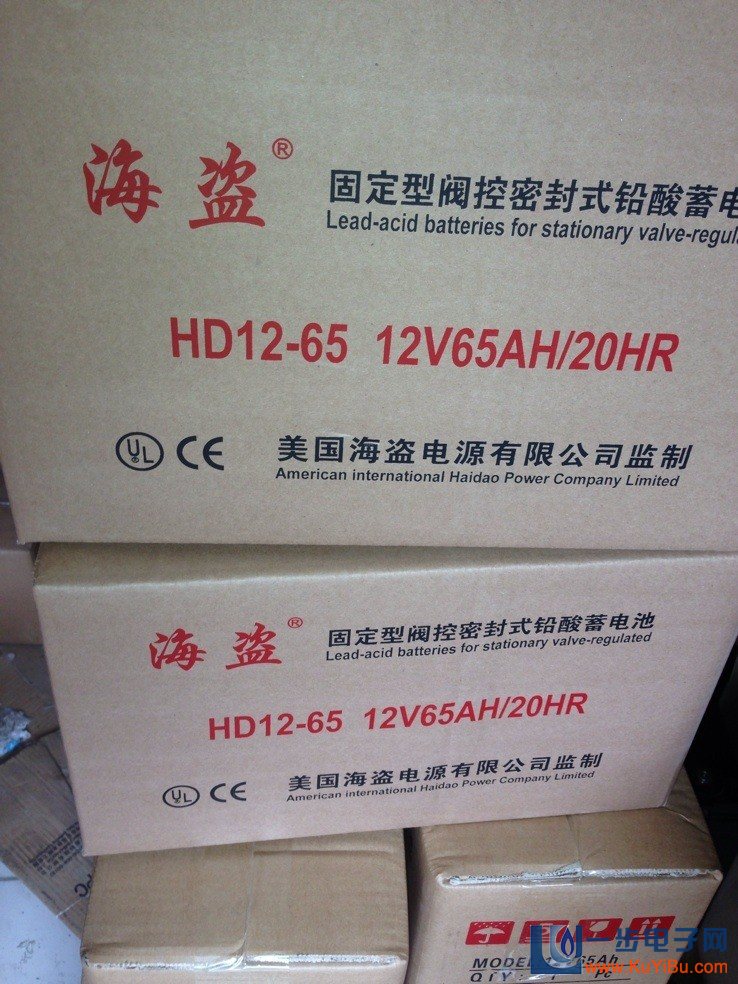 海盗®
固定型阀控密封式铅酸蓄电
Lead-acid batteries for stationary valve-regula
HD12-65 12V65AH/20HR
UL CE
美国海盗电源有限公司监制
American international Haidao Power Company Limited
海盗®
固定型阀控密封式铅酸蓄电池
Lead-acid batteries for stationary valve-regulated
HD12-65 12V65AH/20HR
UL CE
美国海盗电源有限公司监制
American international Haidao Power Company Limited
PC
一步电子网
MODEL 65Ah
QTY: 1 Pc
www.KuYiBu.com